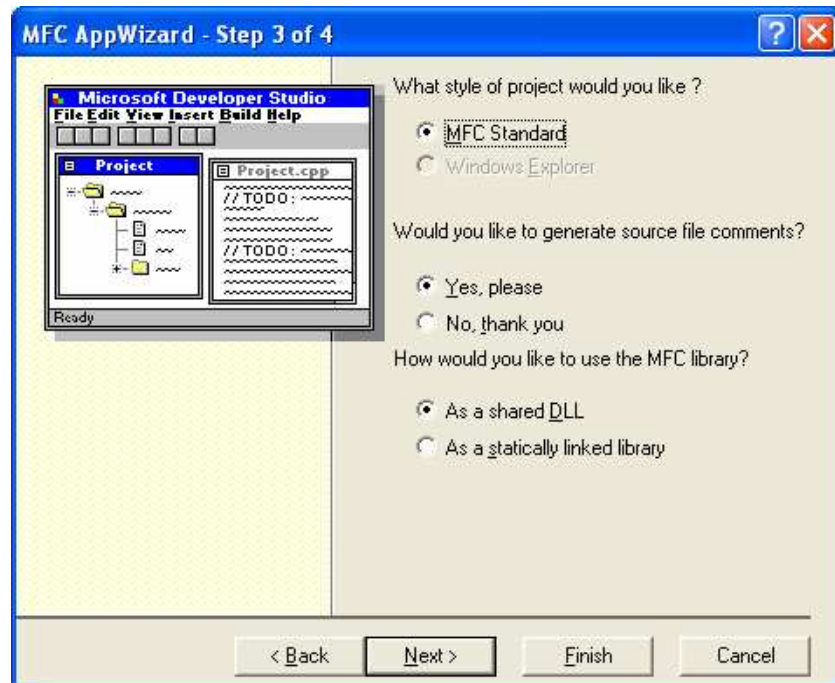 MFC AppWizard - Step 3 of 4
Microsoft Developer Studio
File Edit View Insert Build Help
Project
Project.cpp
//TODO:
//TODO:
Ready
What style of project would you like ?
MFC Standard
Windows Explorer
Would you like to generate source file comments?
Yes, please
No, thank you
How would you like to use the MFC library?
As a shared DLL
As a statically linked library
< Back
Next >
Finish
Cancel